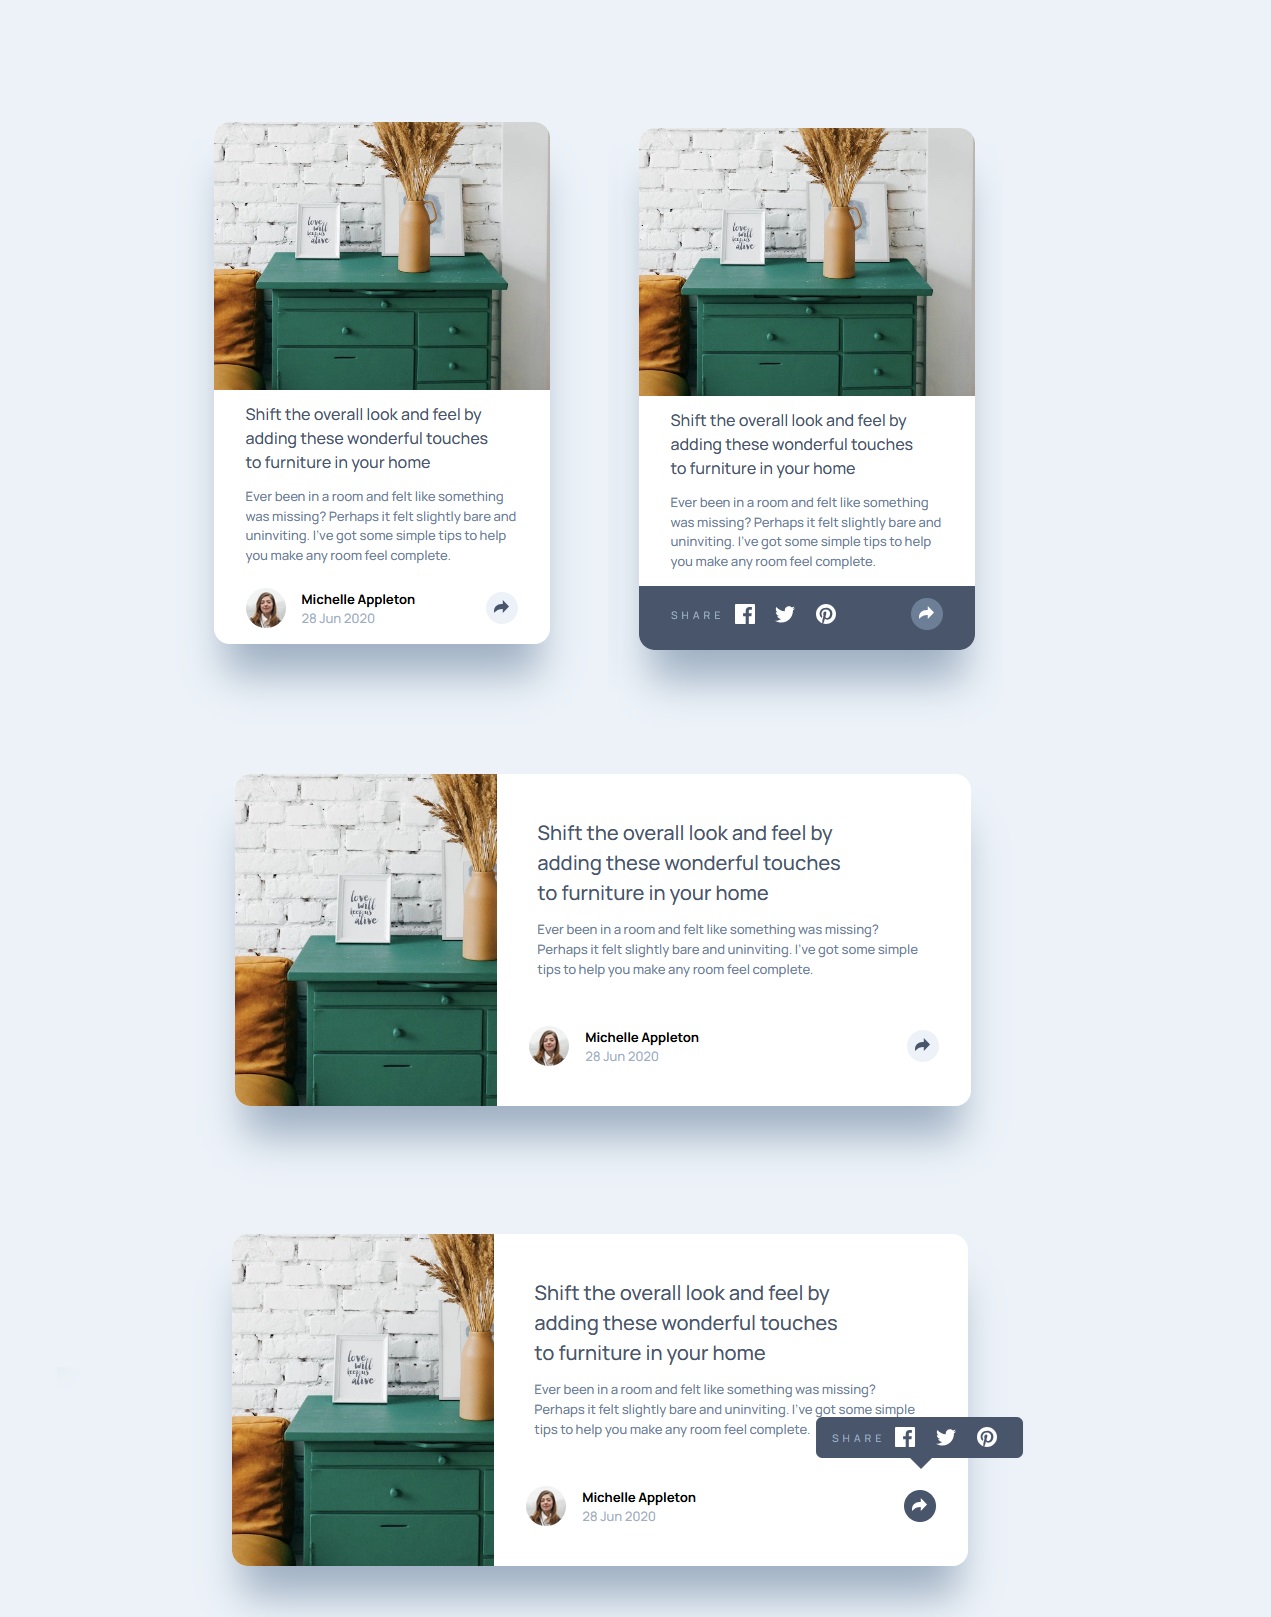 love
will
keep us
alive
love
will
keep us
alive
Shift the overall look and feel by
adding these wonderful touches
to furniture in your home
Ever been in a room and felt like something
was missing? Perhaps it felt slightly bare and
uninviting. I've got some simple tips to help
you make any room feel complete.
Michelle Appleton
28 Jun 2020
Shift the overall look and feel by
adding these wonderful touches
to furniture in your home
Ever been in a room and felt like something
was missing? Perhaps it felt slightly bare and
uninviting. I've got some simple tips to help
you make any room feel complete.
SHARE
love
will
keep us
alive
Shift the overall look and feel by
adding these wonderful touches
to furniture in your home
Ever been in a room and felt like something was missing?
Perhaps it felt slightly bare and uninviting. I've got some simple
tips to help you make any room feel complete.
Michelle Appleton
28 Jun 2020
love
will
keep us
alive
Shift the overall look and feel by
adding these wonderful touches
to furniture in your home
Ever been in a room and felt like something was missing?
Perhaps it felt slightly bare and uninviting. I've got some simple
tips to help you make any room feel complete.
SHARE
Michelle Appleton
28 Jun 2020